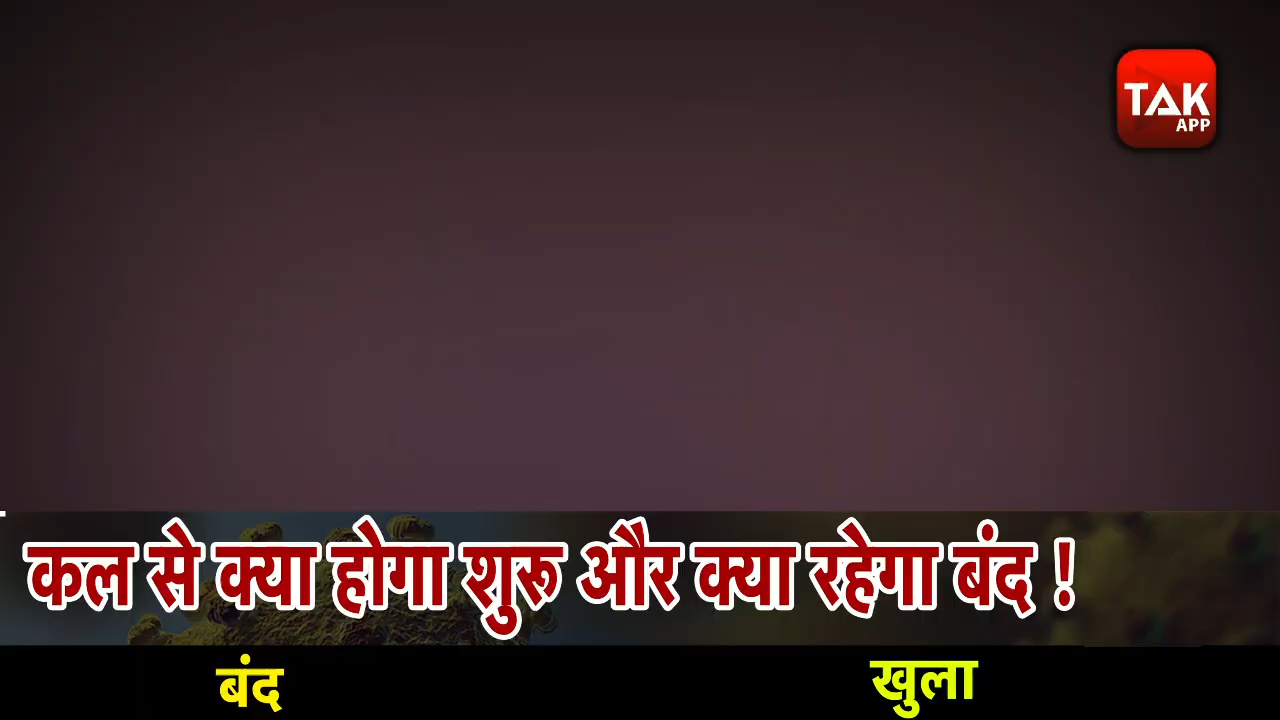 TAK
APP
कल से क्या होगा शुरू और क्या रहेगा बंद !
बंद
खुला